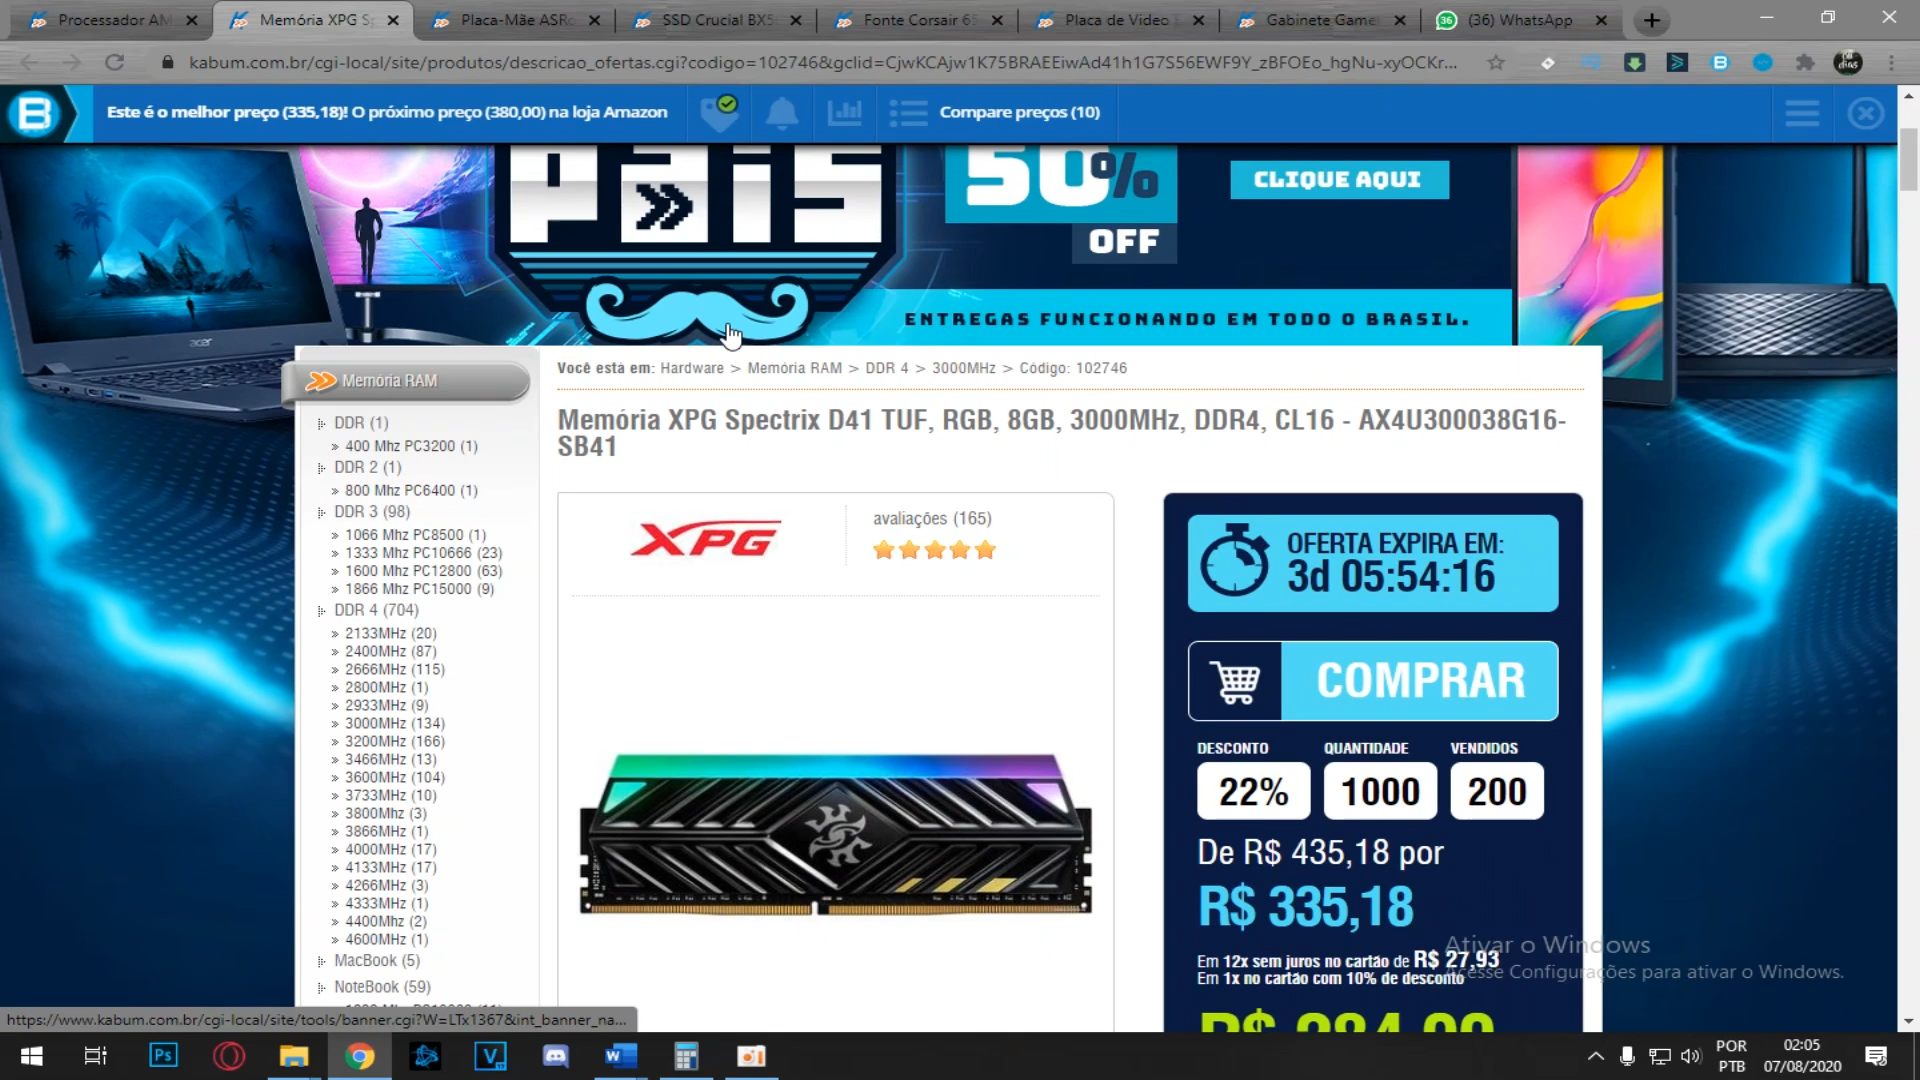 Processador AM
Memória XPG S
Placa-Mãe ASRo
SSD Crucial BX5
Fonte Corsair 65
Placa de Vídeo
Gabinete Game
36
(36) WhatsApp
kabum.com.br/cgi-local/site/produtos/descricao_ofertas.cgi?codigo=102746&gclid=CjwKCAjw1K75BRAEEiwAd41h1G7S56EWF9Y_zBFOEo_hgNu-xyOCKr...
B
Este é o melhor preço (335,18)! O próximo preço (380,00) na loja Amazon
Compare preços (10)
PAIS
50%
OFF
CLIQUE AQUI
ENTREGAS FUNCIONANDO EM TODO O BRASIL.
acer
Memória RAM
DDR (1)
» 400 Mhz PC3200 (1)
DDR 2 (1)
» 800 Mhz PC6400 (1)
DDR 3 (98)
» 1066 Mhz PC8500 (1)
» 1333 Mhz PC10666 (23)
» 1600 Mhz PC12800 (63)
» 1866 Mhz PC15000 (9)
DDR 4 (704)
» 2133MHz (20)
» 2400MHz (87)
» 2666MHz (115)
» 2800MHz (1)
» 2933MHz (9)
» 3000MHz (134)
» 3200MHz (166)
» 3466MHz (13)
» 3600MHz (104)
» 3733MHz (10)
» 3800Mhz (3)
» 3866MHz (1)
» 4000MHz (17)
» 4133MHz (17)
» 4266MHz (3)
» 4333MHz (1)
» 4400Mhz (2)
» 4600MHz (1)
MacBook (5)
NoteBook (59)
Você está em: Hardware > Memória RAM > DDR 4 > 3000MHz > Código: 102746
Memória XPG Spectrix D41 TUF, RGB, 8GB, 3000MHz, DDR4, CL16 - AX4U300038G16-
SB41
XPG
avaliações (165)
OFERTA EXPIRA EM:
3d 05:54:16
COMPRAR
DESCONTO QUANTIDADE VENDIDOS
22% 1000 200
De R$ 435,18 por
R$ 335,18
Em 12x sem juros no cartão de R$ 27,93
Em 1x no cartão com 10% de desconto
Ativar o Windows
Acesse Configurações para ativar o Windows.
https://www.kabum.com.br/cgi-local/site/tools/banner.cgi?W=LTx1367&int_banner_na...
Ps
V
W
POR
PTB
02:05
07/08/2020